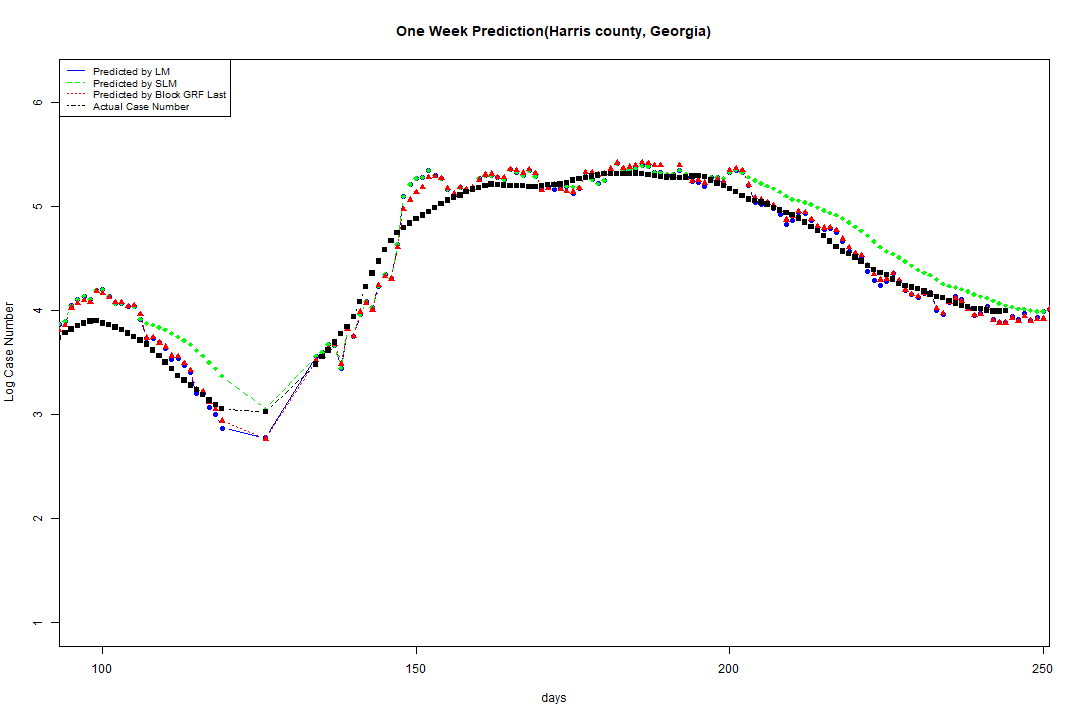 One Week Prediction(Harris county, Georgia)
Predicted by LM
Predicted by SLM
Predicted by Block GRF Last
Actual Case Number
6
5
4
3
2
1
Log Case Number
100
150
200
250
days